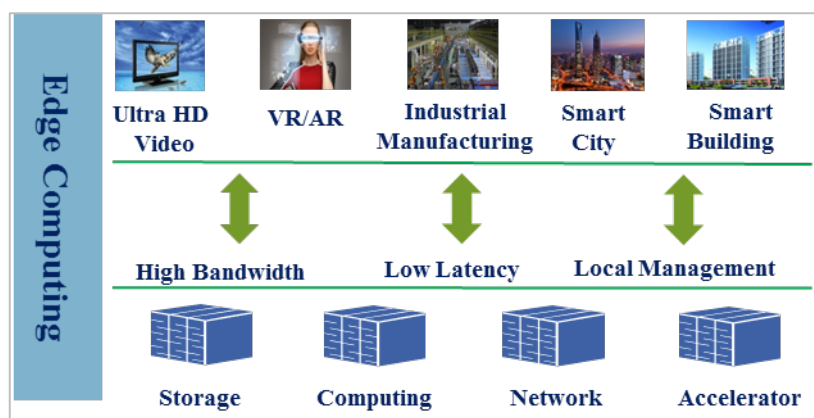 Edge Computing
Ultra HD
Video
VR/AR
Industrial
Manufacturing
Smart
City
Smart
Building
High Bandwidth
Low Latency
Local Management
Storage
Computing
Network
Accelerator